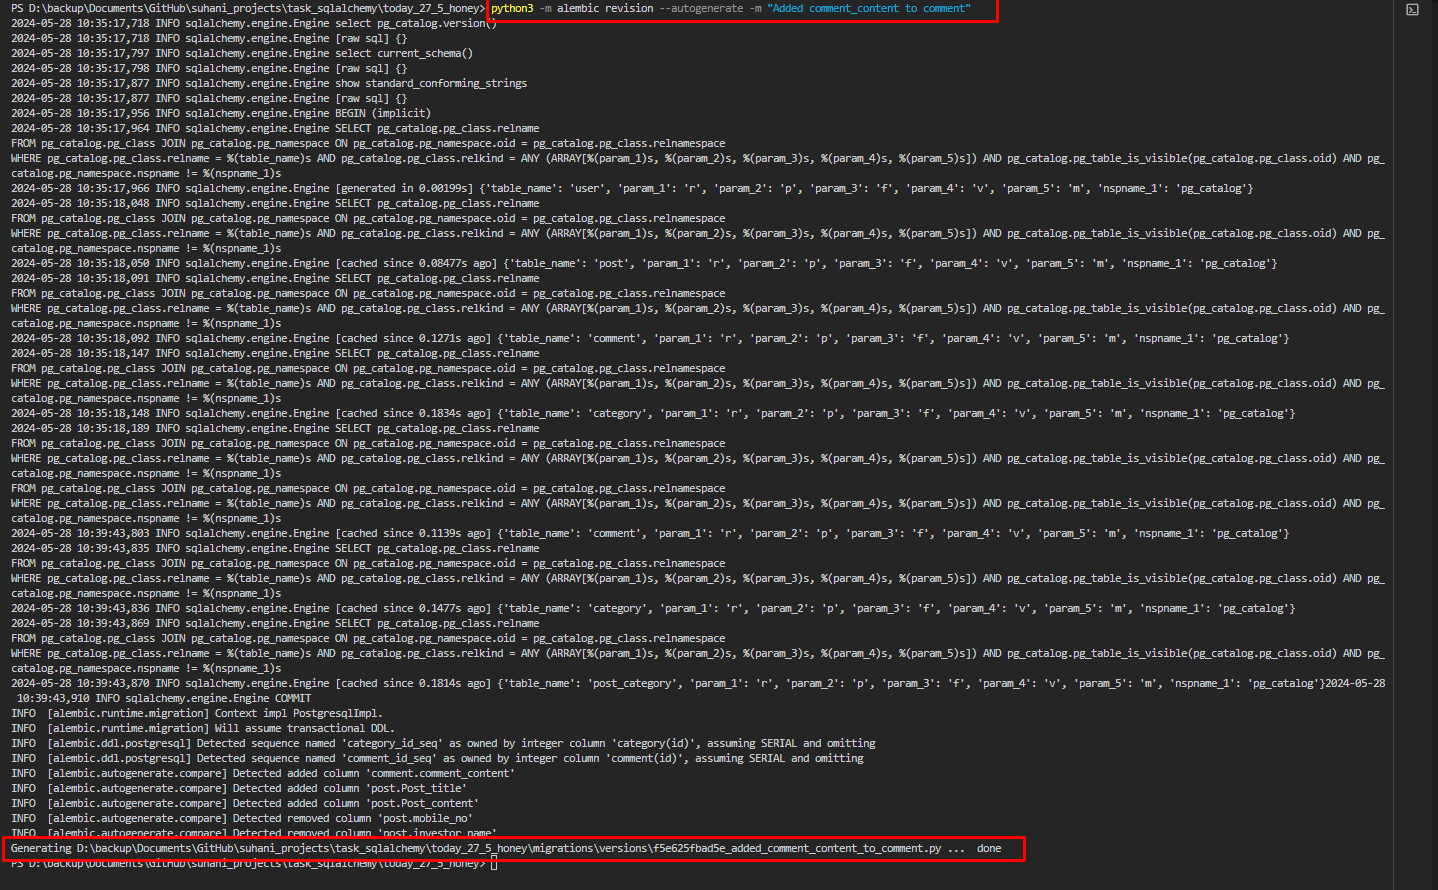 PS D:\backup\Documents\GitHub\suhani_projects\task_sqlalchemy\today_27_5_honey> python3 -m alembic revision --autogenerate -m "Added comment_content to comment"
2024-05-28 10:35:17,718 INFO sqlalchemy.engine.Engine select pg_catalog.version()
2024-05-28 10:35:17,718 INFO sqlalchemy.engine.Engine [raw sql] {}
2024-05-28 10:35:17,797 INFO sqlalchemy.engine.Engine select current_schema()
2024-05-28 10:35:17,798 INFO sqlalchemy.engine.Engine [raw sql] {}
2024-05-28 10:35:17,877 INFO sqlalchemy.engine.Engine show standard_conforming_strings
2024-05-28 10:35:17,877 INFO sqlalchemy.engine.Engine [raw sql] {}
2024-05-28 10:35:17,956 INFO sqlalchemy.engine.Engine BEGIN (implicit)
2024-05-28 10:35:17,964 INFO sqlalchemy.engine.Engine SELECT pg_catalog.pg_class.relname
FROM pg_catalog.pg_class JOIN pg_catalog.pg_namespace ON pg_catalog.pg_namespace.oid = pg_catalog.pg_class.relnamespace
WHERE pg_catalog.pg_class.relname = %(table_name)s AND pg_catalog.pg_class.relkind = ANY (ARRAY[%(param_1)s, %(param_2)s, %(param_3)s, %(param_4)s, %(param_5)s]) AND pg_catalog.pg_table_is_visible(pg_catalog.pg_class.oid) AND pg_
catalog.pg_namespace.nspname != %(nspname_1)s
2024-05-28 10:35:17,966 INFO sqlalchemy.engine.Engine [generated in 0.00199s] {'table_name': 'user', 'param_1': 'r', 'param_2': 'p', 'param_3': 'f', 'param_4': 'v', 'param_5': 'm', 'nspname_1': 'pg_catalog'}
2024-05-28 10:35:18,048 INFO sqlalchemy.engine.Engine SELECT pg_catalog.pg_class.relname
FROM pg_catalog.pg_class JOIN pg_catalog.pg_namespace ON pg_catalog.pg_namespace.oid = pg_catalog.pg_class.relnamespace
WHERE pg_catalog.pg_class.relname = %(table_name)s AND pg_catalog.pg_class.relkind = ANY (ARRAY[%(param_1)s, %(param_2)s, %(param_3)s, %(param_4)s, %(param_5)s]) AND pg_catalog.pg_table_is_visible(pg_catalog.pg_class.oid) AND pg_
catalog.pg_namespace.nspname != %(nspname_1)s
2024-05-28 10:35:18,050 INFO sqlalchemy.engine.Engine [cached since 0.08477s ago] {'table_name': 'post', 'param_1': 'r', 'param_2': 'p', 'param_3': 'f', 'param_4': 'v', 'param_5': 'm', 'nspname_1': 'pg_catalog'}
2024-05-28 10:35:18,091 INFO sqlalchemy.engine.Engine SELECT pg_catalog.pg_class.relname
FROM pg_catalog.pg_class JOIN pg_catalog.pg_namespace ON pg_catalog.pg_namespace.oid = pg_catalog.pg_class.relnamespace
WHERE pg_catalog.pg_class.relname = %(table_name)s AND pg_catalog.pg_class.relkind = ANY (ARRAY[%(param_1)s, %(param_2)s, %(param_3)s, %(param_4)s, %(param_5)s]) AND pg_catalog.pg_table_is_visible(pg_catalog.pg_class.oid) AND pg_
catalog.pg_namespace.nspname != %(nspname_1)s
2024-05-28 10:35:18,092 INFO sqlalchemy.engine.Engine [cached since 0.1271s ago] {'table_name': 'comment', 'param_1': 'r', 'param_2': 'p', 'param_3': 'f', 'param_4': 'v', 'param_5': 'm', 'nspname_1': 'pg_catalog'}
2024-05-28 10:35:18,147 INFO sqlalchemy.engine.Engine SELECT pg_catalog.pg_class.relname
FROM pg_catalog.pg_class JOIN pg_catalog.pg_namespace ON pg_catalog.pg_namespace.oid = pg_catalog.pg_class.relnamespace
WHERE pg_catalog.pg_class.relname = %(table_name)s AND pg_catalog.pg_class.relkind = ANY (ARRAY[%(param_1)s, %(param_2)s, %(param_3)s, %(param_4)s, %(param_5)s]) AND pg_catalog.pg_table_is_visible(pg_catalog.pg_class.oid) AND pg_
catalog.pg_namespace.nspname != %(nspname_1)s
2024-05-28 10:35:18,148 INFO sqlalchemy.engine.Engine [cached since 0.1834s ago] {'table_name': 'category', 'param_1': 'r', 'param_2': 'p', 'param_3': 'f', 'param_4': 'v', 'param_5': 'm', 'nspname_1': 'pg_catalog'}
2024-05-28 10:35:18,189 INFO sqlalchemy.engine.Engine SELECT pg_catalog.pg_class.relname
FROM pg_catalog.pg_class JOIN pg_catalog.pg_namespace ON pg_catalog.pg_namespace.oid = pg_catalog.pg_class.relnamespace
WHERE pg_catalog.pg_class.relname = %(table_name)s AND pg_catalog.pg_class.relkind = ANY (ARRAY[%(param_1)s, %(param_2)s, %(param_3)s, %(param_4)s, %(param_5)s]) AND pg_catalog.pg_table_is_visible(pg_catalog.pg_class.oid) AND pg_
catalog.pg_namespace.nspname != %(nspname_1)s
FROM pg_catalog.pg_class JOIN pg_catalog.pg_namespace ON pg_catalog.pg_namespace.oid = pg_catalog.pg_class.relnamespace
WHERE pg_catalog.pg_class.relname = %(table_name)s AND pg_catalog.pg_class.relkind = ANY (ARRAY[%(param_1)s, %(param_2)s, %(param_3)s, %(param_4)s, %(param_5)s]) AND pg_catalog.pg_table_is_visible(pg_catalog.pg_class.oid) AND pg_
catalog.pg_namespace.nspname != %(nspname_1)s
2024-05-28 10:39:43,803 INFO sqlalchemy.engine.Engine [cached since 0.1139s ago] {'table_name': 'comment', 'param_1': 'r', 'param_2': 'p', 'param_3': 'f', 'param_4': 'v', 'param_5': 'm', 'nspname_1': 'pg_catalog'}
2024-05-28 10:39:43,835 INFO sqlalchemy.engine.Engine SELECT pg_catalog.pg_class.relname
FROM pg_catalog.pg_class JOIN pg_catalog.pg_namespace ON pg_catalog.pg_namespace.oid = pg_catalog.pg_class.relnamespace
WHERE pg_catalog.pg_class.relname = %(table_name)s AND pg_catalog.pg_class.relkind = ANY (ARRAY[%(param_1)s, %(param_2)s, %(param_3)s, %(param_4)s, %(param_5)s]) AND pg_catalog.pg_table_is_visible(pg_catalog.pg_class.oid) AND pg_
catalog.pg_namespace.nspname != %(nspname_1)s
2024-05-28 10:39:43,836 INFO sqlalchemy.engine.Engine [cached since 0.1477s ago] {'table_name': 'category', 'param_1': 'r', 'param_2': 'p', 'param_3': 'f', 'param_4': 'v', 'param_5': 'm', 'nspname_1': 'pg_catalog'}
2024-05-28 10:39:43,869 INFO sqlalchemy.engine.Engine SELECT pg_catalog.pg_class.relname
FROM pg_catalog.pg_class JOIN pg_catalog.pg_namespace ON pg_catalog.pg_namespace.oid = pg_catalog.pg_class.relnamespace
WHERE pg_catalog.pg_class.relname = %(table_name)s AND pg_catalog.pg_class.relkind = ANY (ARRAY[%(param_1)s, %(param_2)s, %(param_3)s, %(param_4)s, %(param_5)s]) AND pg_catalog.pg_table_is_visible(pg_catalog.pg_class.oid) AND pg_
catalog.pg_namespace.nspname != %(nspname_1)s
2024-05-28 10:39:43,870 INFO sqlalchemy.engine.Engine [cached since 0.1814s ago] {'table_name': 'post_category', 'param_1': 'r', 'param_2': 'p', 'param_3': 'f', 'param_4': 'v', 'param_5': 'm', 'nspname_1': 'pg_catalog'}2024-05-28
10:39:43,910 INFO sqlalchemy.engine.Engine COMMIT
INFO [alembic.runtime.migration] Context impl PostgresqlImpl.
INFO [alembic.runtime.migration] Will assume transactional DDL.
INFO [alembic.ddl.postgresql] Detected sequence named 'category_id_seq' as owned by integer column 'category(id)', assuming SERIAL and omitting
INFO [alembic.ddl.postgresql] Detected sequence named 'comment_id_seq' as owned by integer column 'comment(id)', assuming SERIAL and omitting
INFO [alembic.autogenerate.compare] Detected added column 'comment.comment_content'
INFO [alembic.autogenerate.compare] Detected added column 'post.Post_title'
INFO [alembic.autogenerate.compare] Detected added column 'post.Post_content'
INFO [alembic.autogenerate.compare] Detected removed column 'post.mobile_no'
INFO [alembic.autogenerate.compare] Detected removed column 'post.investor_name'
Generating D:\backup\Documents\GitHub\suhani_projects\task_sqlalchemy\today_27_5_honey\migrations\versions\f5e625fbad5e_added_comment_content_to_comment.py ... done
PS D:\backup\Documents\GitHub\suhani_projects\task_sqlalchemy\today_27_5_honey>